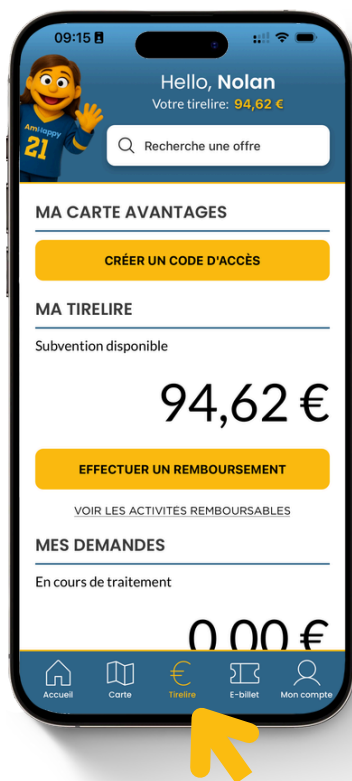 09:15
Hello, Nolan
Votre tirelire: 94,62 €
AmiHappy
21
Recherche une offre
MA CARTE AVANTAGES
CRÉER UN CODE D'ACCÈS
MA TIRELIRE
Subvention disponible
94,62 €
EFFECTUER UN REMBOURSEMENT
VOIR LES ACTIVITÉS REMBOURSABLES
MES DEMANDES
En cours de traitement
0,00 €
Accueil Carte Tirelire E-billet Mon compte